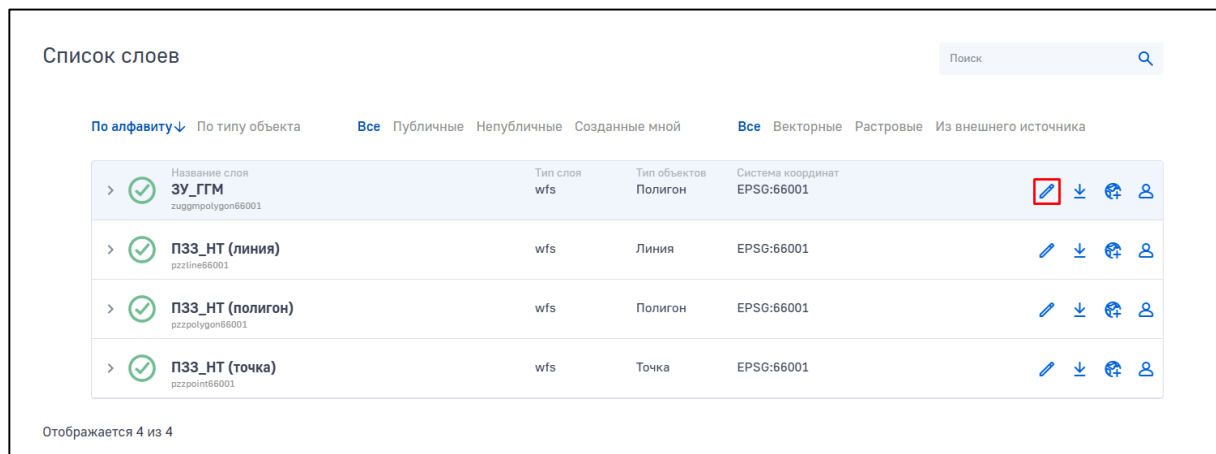 Список слоев
Поиск
По алфавиту По типу объекта Все Публичные Непубличные Созданные мной Все Векторные Растровые Из внешнего источника
Название слоя Тип слоя Тип объектов Система координат
ЗУ_ГГМ wfs Полигон EPSG:66001
zuggmpolygon66001
ПЗЗ_НТ (линия) wfs Линия EPSG:66001
pzzline66001
ПЗЗ_НТ (полигон) wfs Полигон EPSG:66001
pzzpolygon66001
ПЗЗ_НТ (точка) wfs Точка EPSG:66001
pzzpoint66001
Отображается 4 из 4